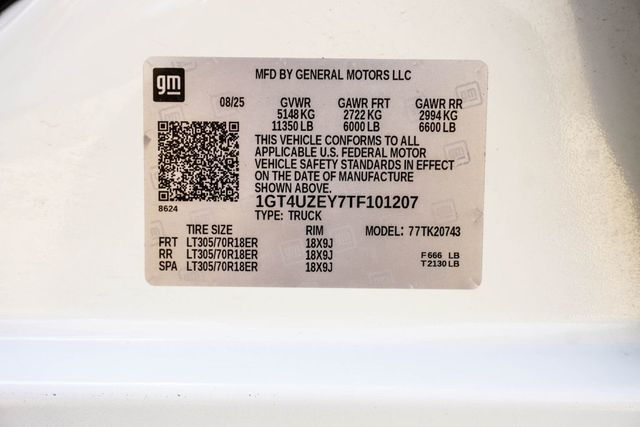 gm
MFD BY GENERAL MOTORS LLC
08/25 GVWR GAWR FRT GAWR RR
5148 KG 2722 KG 2994 KG
11350 LB 6000 LB 6600 LB
THIS VEHICLE CONFORMS TO ALL
APPLICABLE U.S. FEDERAL MOTOR
VEHICLE SAFETY STANDARDS IN EFFECT
ON THE DATE OF MANUFACTURE
SHOWN ABOVE.
8624
1GT4UZEY7TF101207
TYPE: TRUCK
TIRE SIZE RIM MODEL: 77TK20743
FRT LT305/70R18ER 18X9J
RR LT305/70R18ER 18X9J F 666 LB
SPA LT305/70R18ER 18X9J T 2130 LB